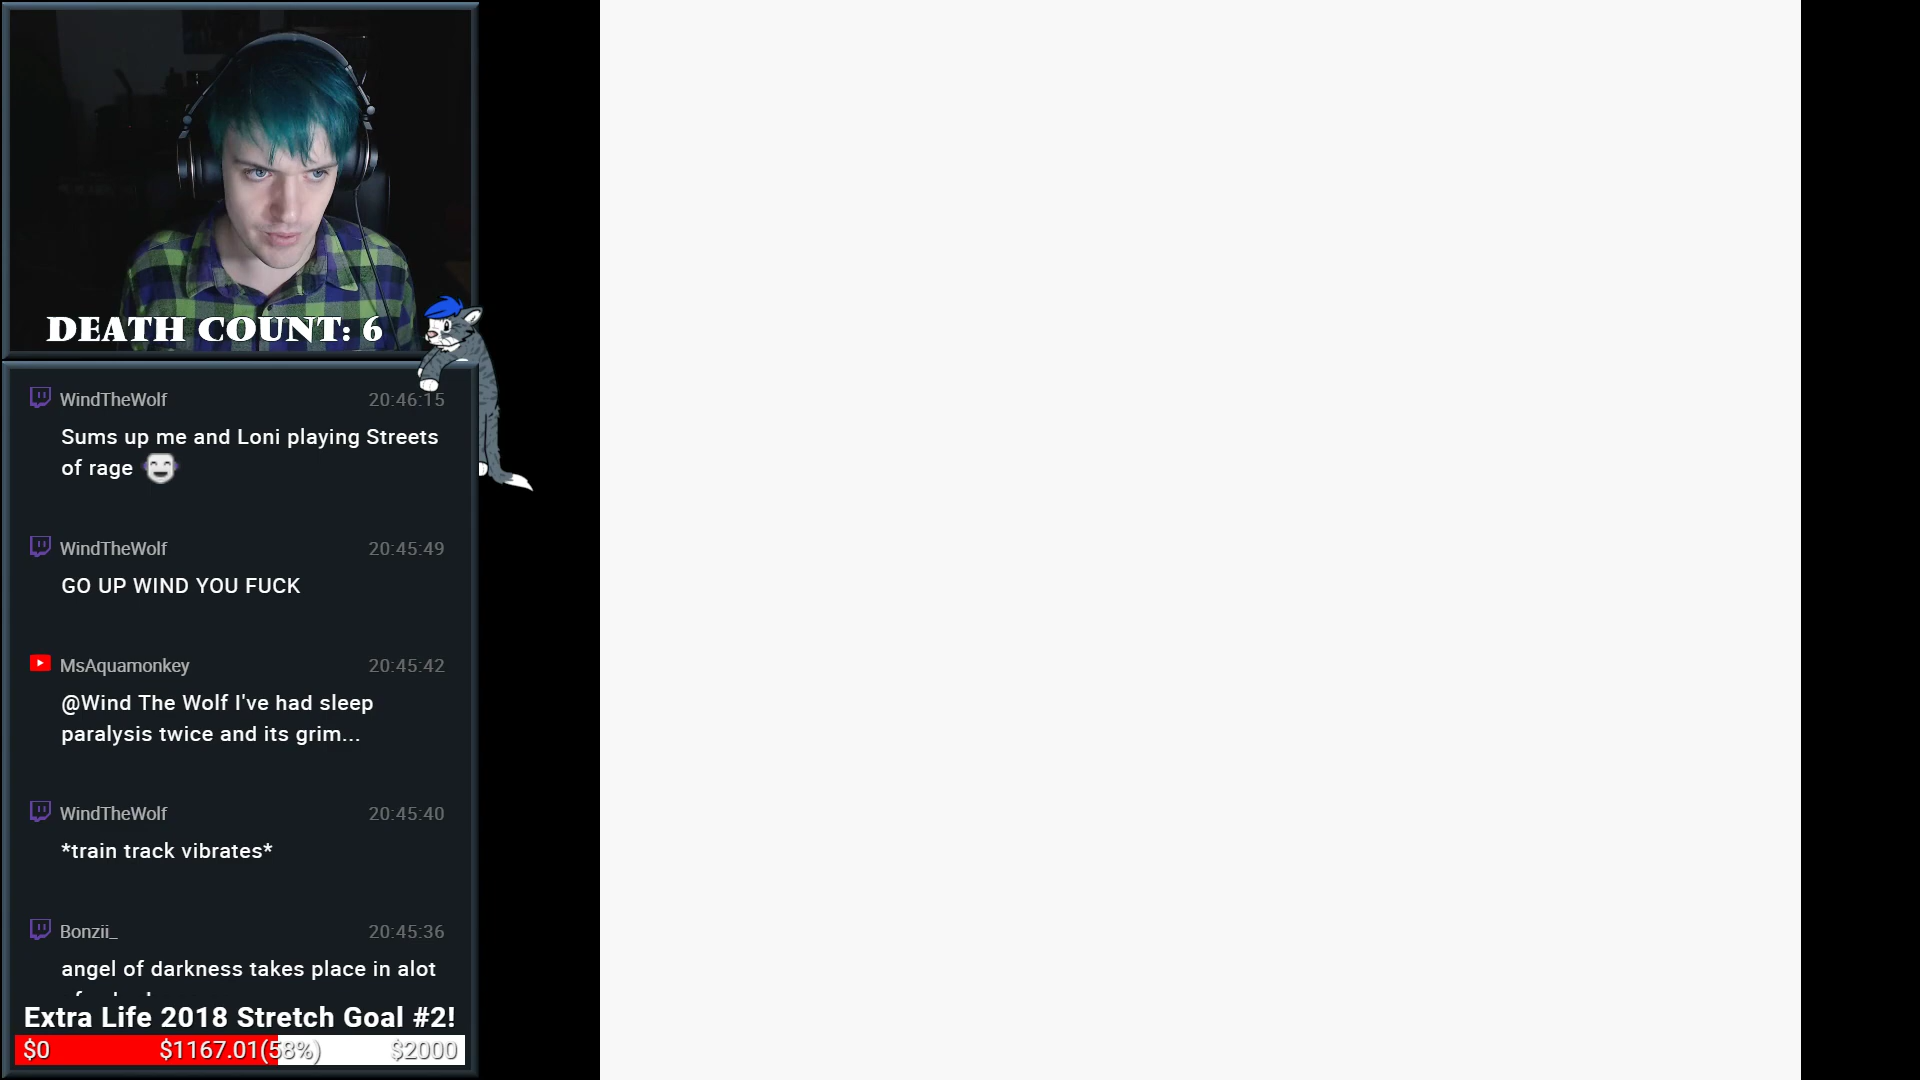 DEATH COUNT: 6
WindTheWolf 20:46:15
Sums up me and Loni playing Streets
of rage
WindTheWolf 20:45:49
GO UP WIND YOU FUCK
MsAquamonkey 20:45:42
@Wind The Wolf I've had sleep
paralysis twice and its grim...
WindTheWolf 20:45:40
*train track vibrates*
Bonzii_ 20:45:36
angel of darkness takes place in alot
Extra Life 2018 Stretch Goal #2!
$0 $1167.01(58%) $2000